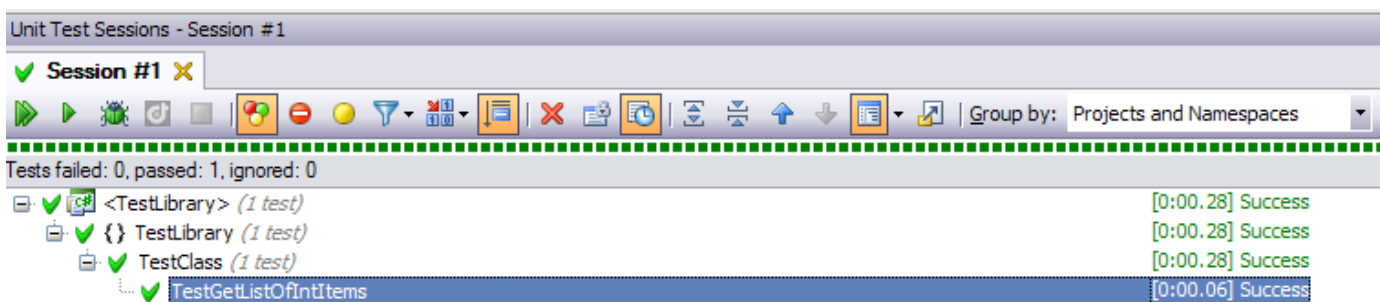 Unit Test Sessions - Session #1
Session #1
Group by: Projects and Namespaces
Tests failed: 0, passed: 1, ignored: 0
<TestLibrary> (1 test) [0:00.28] Success
{} TestLibrary (1 test) [0:00.28] Success
TestClass (1 test) [0:00.28] Success
TestGetListOfIntItems [0:00.06] Success